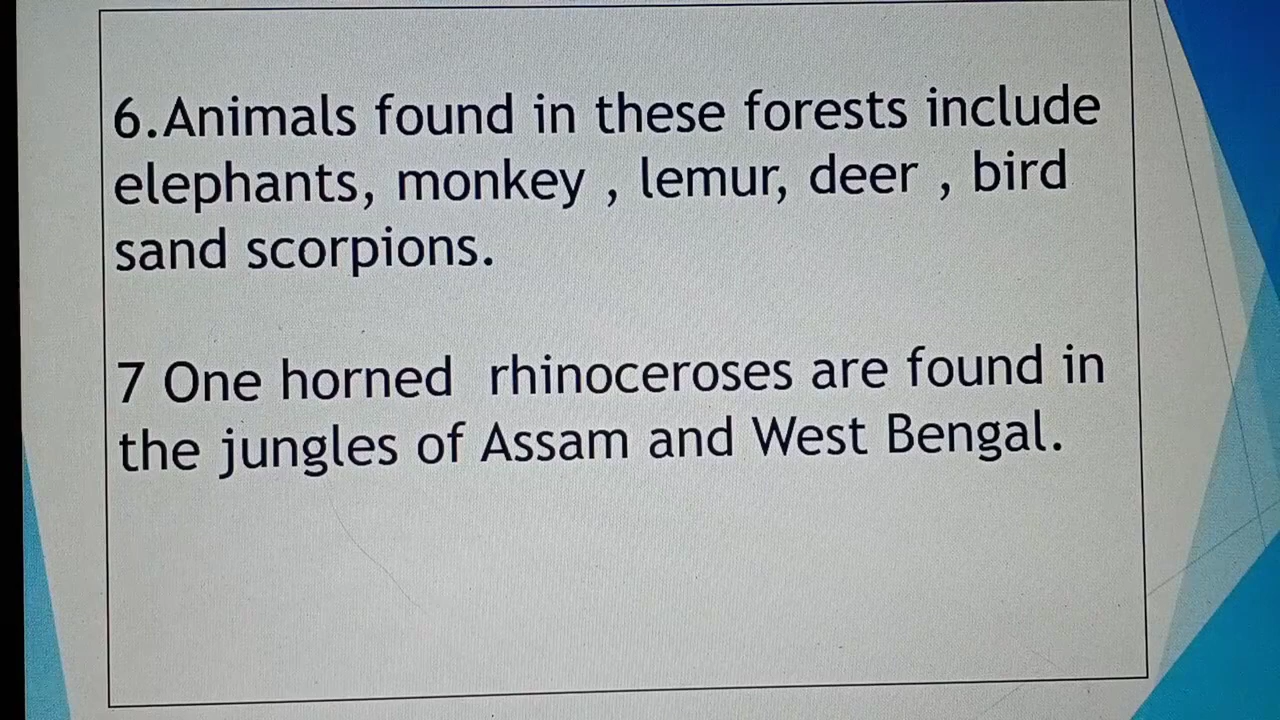 6.Animals found in these forests include
elephants, monkey , lemur, deer , bird
sand scorpions.
7 One horned  rhinoceroses are found in
the jungles of Assam and West Bengal.